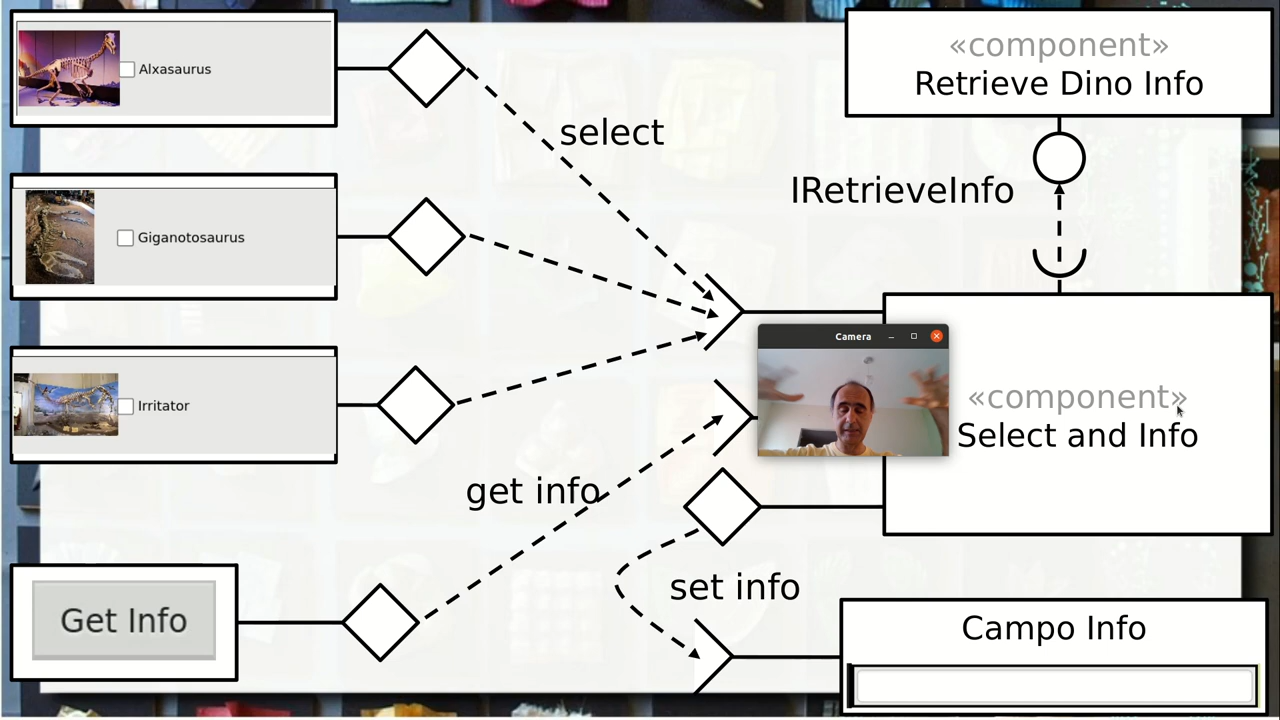 «component»
Retrieve Dino Info
Alxasaurus
select
IRetrieveInfo
Giganotosaurus
Camera
«component»
Select and Info
Irritator
get info
set info
Get Info
Campo Info